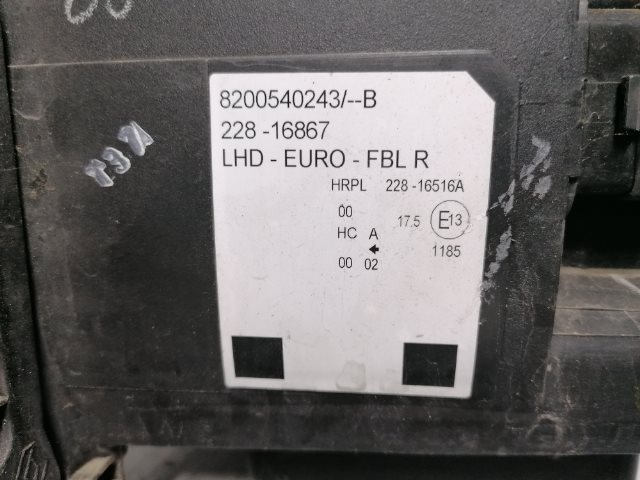 8200540243/--B
228 -16867
LHD - EURO - FBL R
HRPL 228 -16516A
00
17.5 E13
HC A
1185
00 02